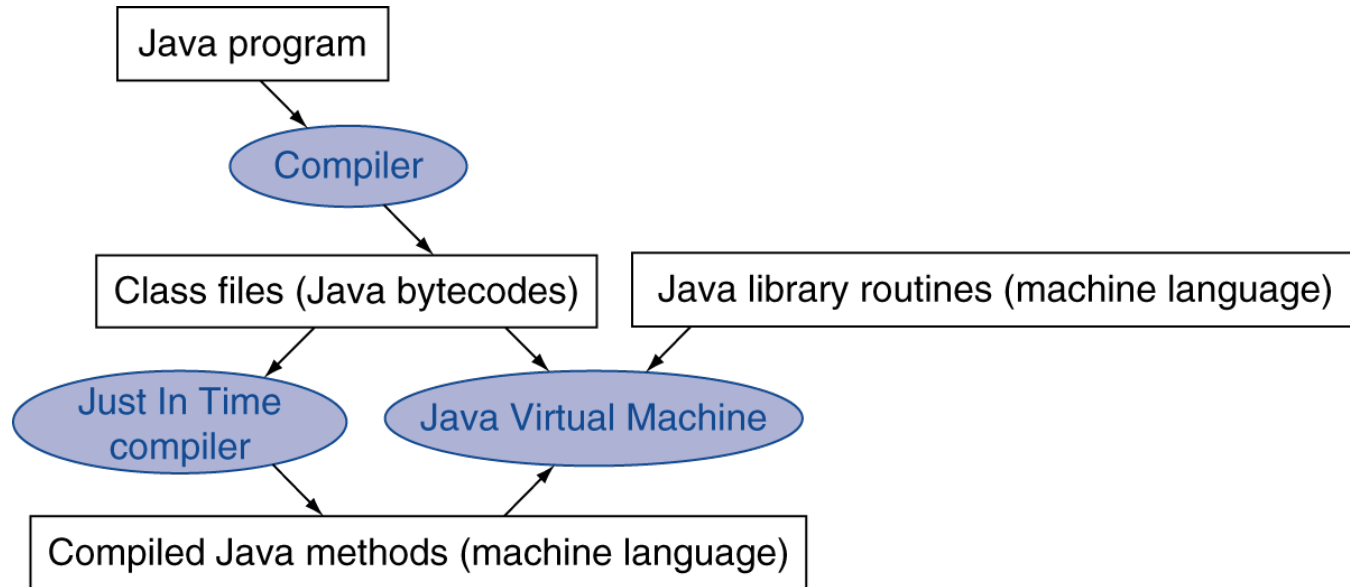 Java program
Compiler
Class files (Java bytecodes)
Java library routines (machine language)
Just In Time
compiler
Java Virtual Machine
Compiled Java methods (machine language)